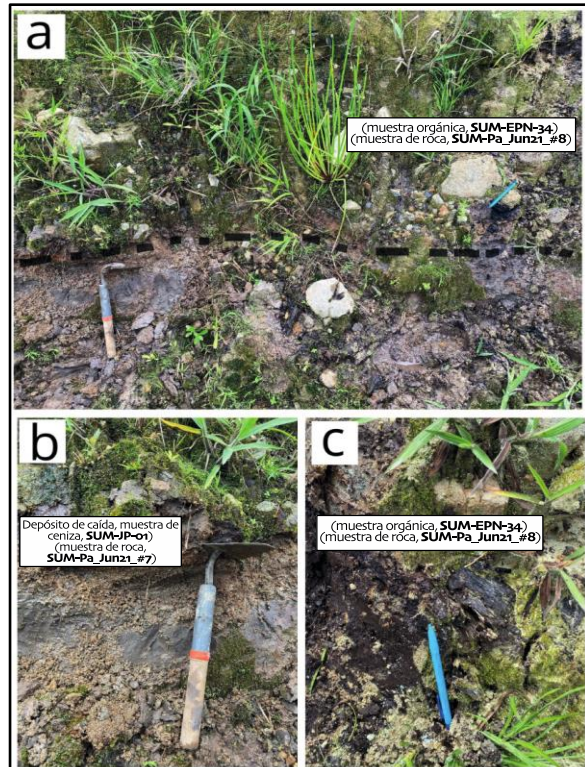 a
(muestra orgánica, SUM-EPN-34)
(muestra de roca, SUM-Pa_Jun21_#8)
b
Depósito de caída, muestra de
ceniza, SUM-JP-01)
(muestra de roca,
SUM-Pa_Jun21_#7)
c
(muestra orgánica, SUM-EPN-34)
(muestra de roca, SUM-Pa_Jun21_#8)